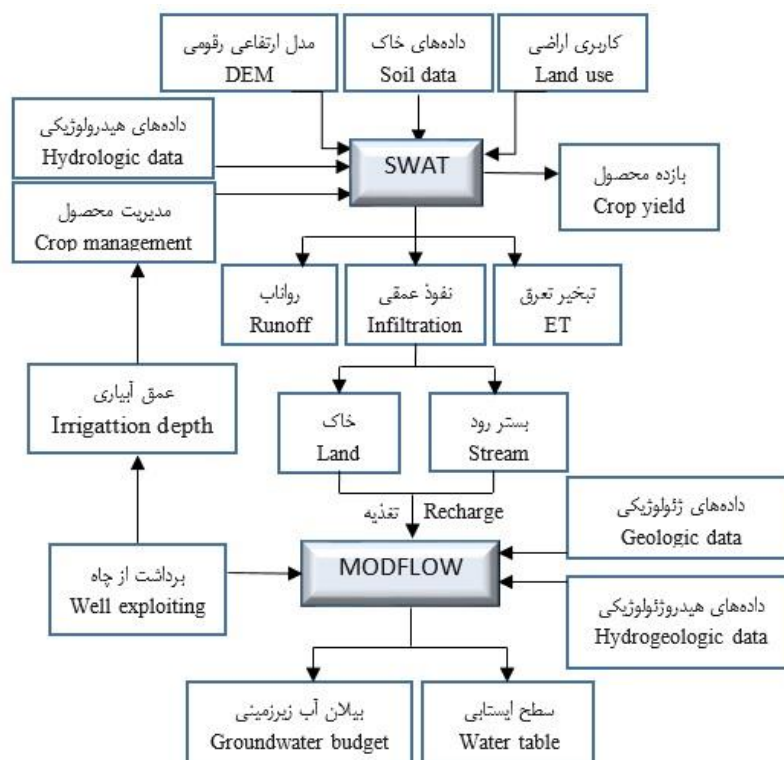 مدل ارتفاعی رقومی
DEM
داده‌های خاک
Soil data
کاربری اراضی
Land use
داده‌های هیدرولوژیکی
Hydrologic data
SWAT
بازده محصول
Crop yield
مدیریت محصول
Crop management
رواناب
Runoff
نفوذ عمقی
Infiltration
تبخیر تعرق
ET
عمق آبیاری
Irrigattion depth
خاک
Land
بستر رود
Stream
تغذیه Recharge
داده‌های ژئولوژیکی
Geologic data
برداشت از چاه
Well exploiting
MODFLOW
داده‌های هیدروژئولوژیکی
Hydrogeologic data
بیلان آب زیرزمینی
Groundwater budget
سطح ایستابی
Water table